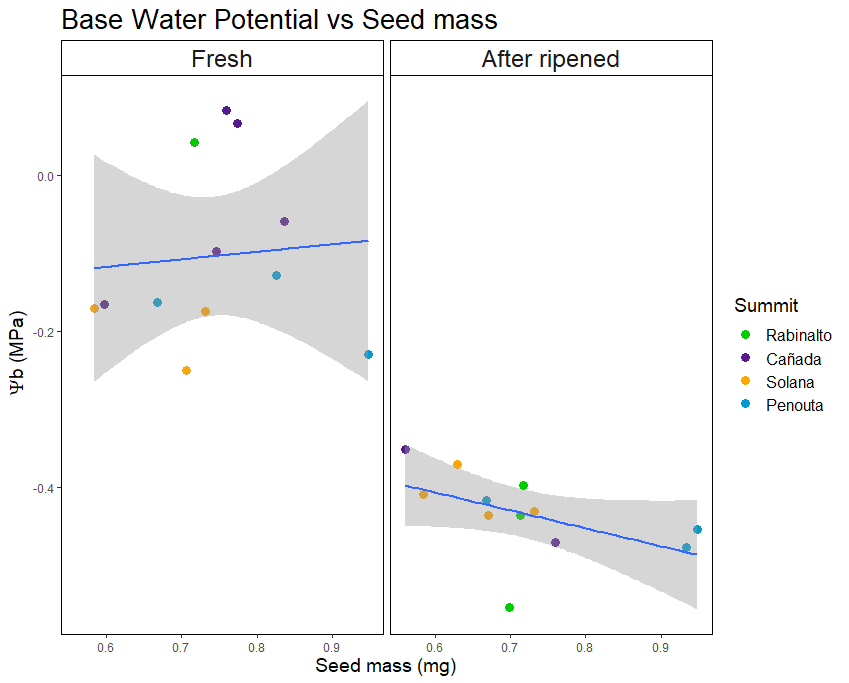 Base Water Potential vs Seed mass
Fresh
After ripened
0.0
-0.2
-0.4
Ψb (MPa)
0.6 0.7 0.8 0.9
0.6 0.7 0.8 0.9
Seed mass (mg)
Summit
Rabinalto
Cañada
Solana
Penouta